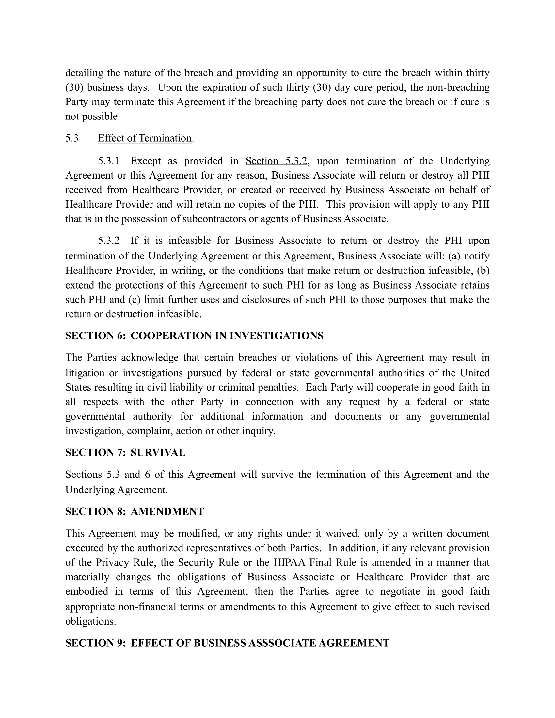 detailing the nature of the breach and providing an opportunity to cure the breach within thirty
(30) business days. Upon the expiration of such thirty (30) day cure period, the non-breaching
Party may terminate this Agreement if the breaching party does not cure the breach or if cure is
not possible.
5.3 Effect of Termination.
5.3.1 Except as provided in Section 5.3.2, upon termination of the Underlying
Agreement or this Agreement for any reason, Business Associate will return or destroy all PHI
received from Healthcare Provider, or created or received by Business Associate on behalf of
Healthcare Provider and will retain no copies of the PHI. This provision will apply to any PHI
that is in the possession of subcontractors or agents of Business Associate.
5.3.2 If it is infeasible for Business Associate to return or destroy the PHI upon
termination of the Underlying Agreement or this Agreement, Business Associate will: (a) notify
Healthcare Provider, in writing, or the conditions that make return or destruction infeasible, (b)
extend the protections of this Agreement to such PHI for as long as Business Associate retains
such PHI and (c) limit further uses and disclosures of such PHI to those purposes that make the
return or destruction infeasible.
SECTION 6: COOPERATION IN INVESTIGATIONS
The Parties acknowledge that certain breaches or violations of this Agreement may result in
litigation or investigations pursued by federal or state governmental authorities of the United
States resulting in civil liability or criminal penalties. Each Party will cooperate in good faith in
all respects with the other Party in connection with any request by a federal or state
governmental authority for additional information and documents or any governmental
investigation, complaint, action or other inquiry.
SECTION 7: SURVIVAL
Sections 5.3 and 6 of this Agreement will survive the termination of this Agreement and the
Underlying Agreement.
SECTION 8: AMENDMENT
This Agreement may be modified, or any rights under it waived, only by a written document
executed by the authorized representatives of both Parties. In addition, if any relevant provision
of the Privacy Rule, the Security Rule or the HIPAA Final Rule is amended in a manner that
materially changes the obligations of Business Associate or Healthcare Provider that are
embodied in terms of this Agreement, then the Parties agree to negotiate in good faith
appropriate non-financial terms or amendments to this Agreement to give effect to such revised
obligations.
SECTION 9: EFFECT OF BUSINESS ASSSOCIATE AGREEMENT